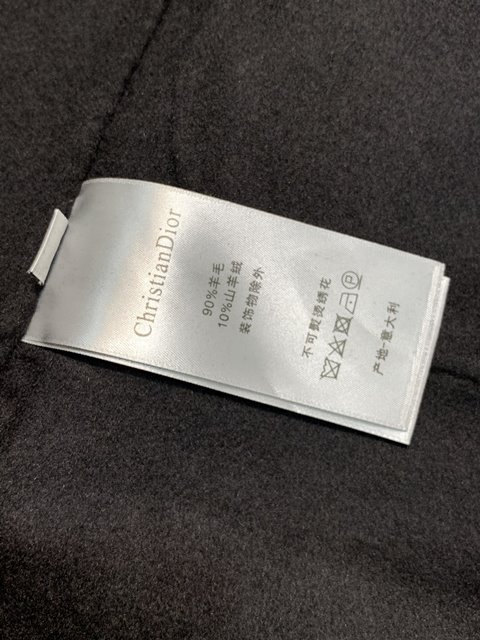 ChristianDior
90%羊毛
10%山羊绒
装饰物除外
不可熨烫绣花
P
产地-意大利